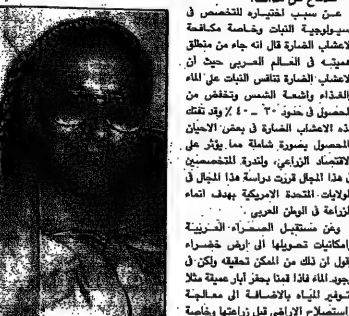 عن سبب اختياره للتخصص في
فسيولوجية النبات وخاصة مكافحة
الاعشاب الضارة قال انه جاء من منطلق
اهميته في العالم العربي حيث ان
الاعشاب الضارة تنافس النبات على الماء
والغذاء واشعة الشمس وتخفض من
المحصول في حدود ٣٠ - ٤٠ ٪ وقد تفتك
هذه الاعشاب الضارة في بعض الاحيان
بالمحصول بصورة شاملة مما يؤثر على
الاقتصاد الزراعي، ولندرة المتخصصين
في هذا المجال قررت دراسة هذا المجال في
الولايات المتحدة الامريكية بهدف انماء
الزراعة في الوطن العربي
وعن مستقبل الصحراء العربية
وامكانيات تحويلها الى ارض خضراء
يقول ان ذلك من الممكن تحقيقه ولكن في
وجود الماء فاذا قمنا بحفر آبار عميقة مثلا
لتوفير المياه بالاضافة الى معالجة
واستصلاح الاراضي قبل زراعتها وخاصة